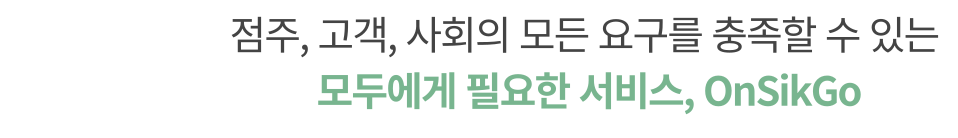 점주, 고객, 사회의 모든 요구를 충족할 수 있는
모두에게 필요한 서비스, OnSikGo